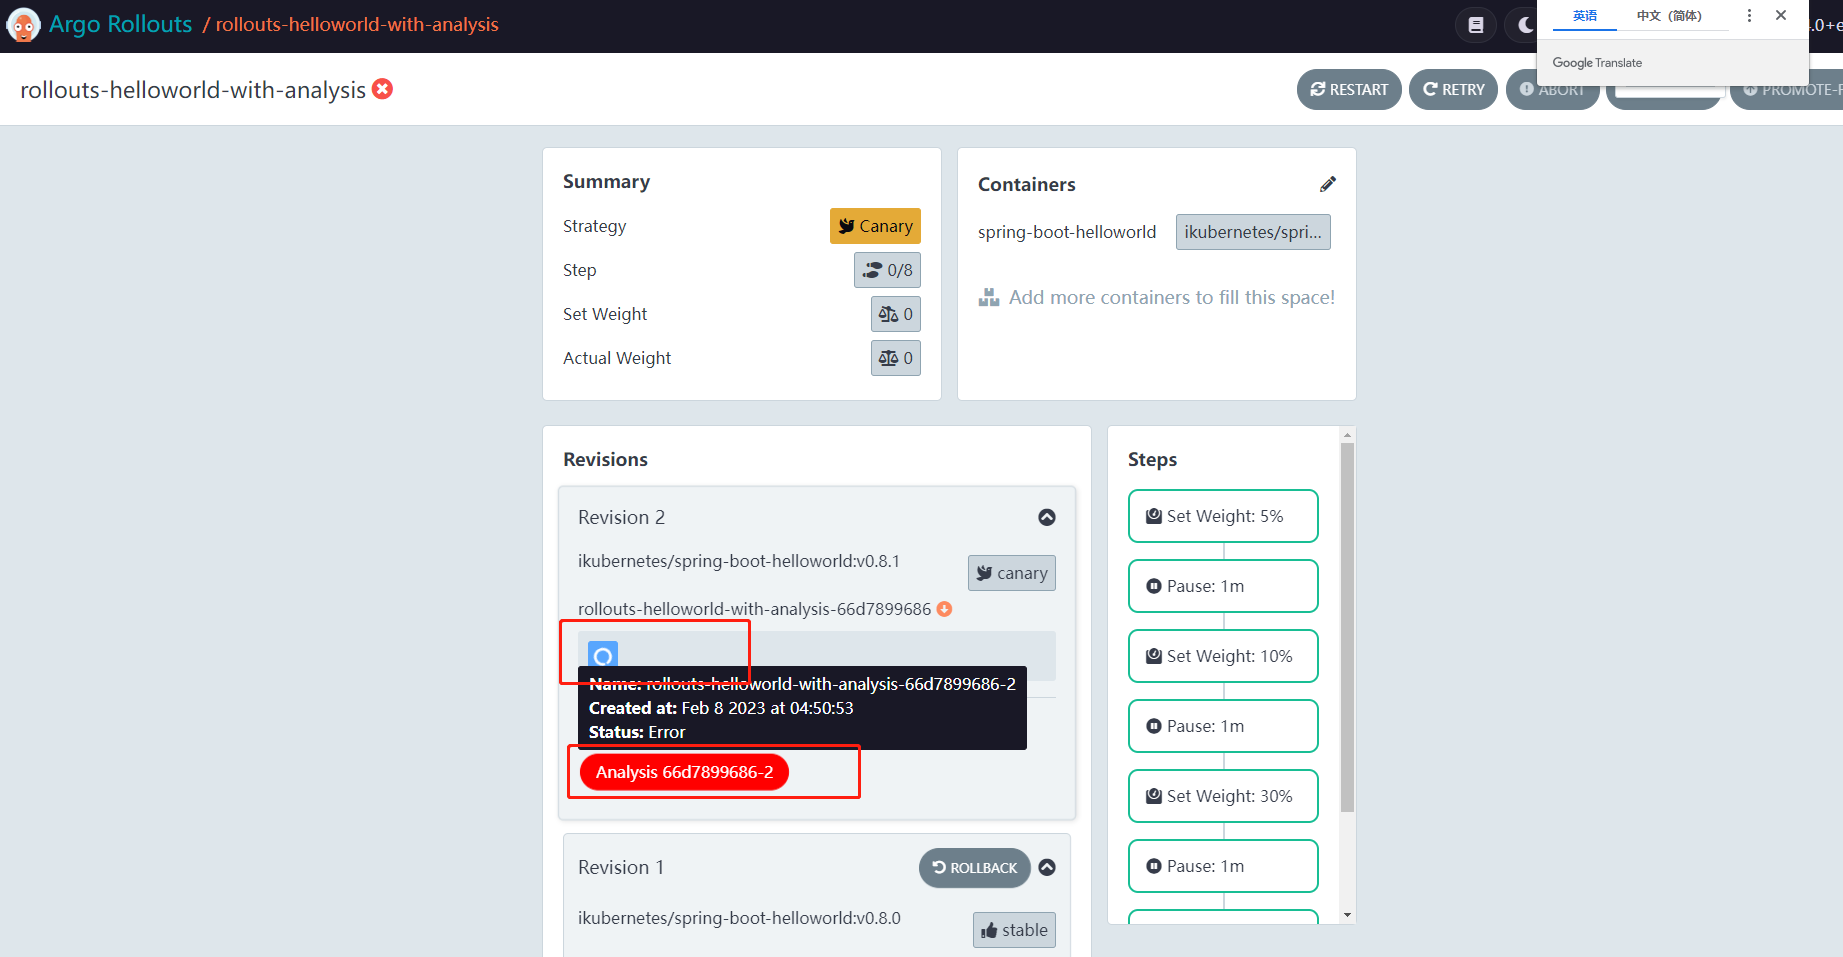 Argo Rollouts / rollouts-helloworld-with-analysis
英语 中文（简体）
.0+e
Google Translate
rollouts-helloworld-with-analysis
RESTART RETRY ABORT PROMOTE-F
Summary
Strategy Canary
Step 0/8
Set Weight 0
Actual Weight 0
Containers
spring-boot-helloworld ikubernetes/spri...
Add more containers to fill this space!
Revisions
Revision 2
ikubernetes/spring-boot-helloworld:v0.8.1
canary
rollouts-helloworld-with-analysis-66d7899686
Name: rollouts-helloworld-with-analysis-66d7899686-2
Created at: Feb 8 2023 at 04:50:53
Status: Error
Analysis 66d7899686-2
Revision 1
ROLLBACK
ikubernetes/spring-boot-helloworld:v0.8.0
stable
Steps
Set Weight: 5%
Pause: 1m
Set Weight: 10%
Pause: 1m
Set Weight: 30%
Pause: 1m